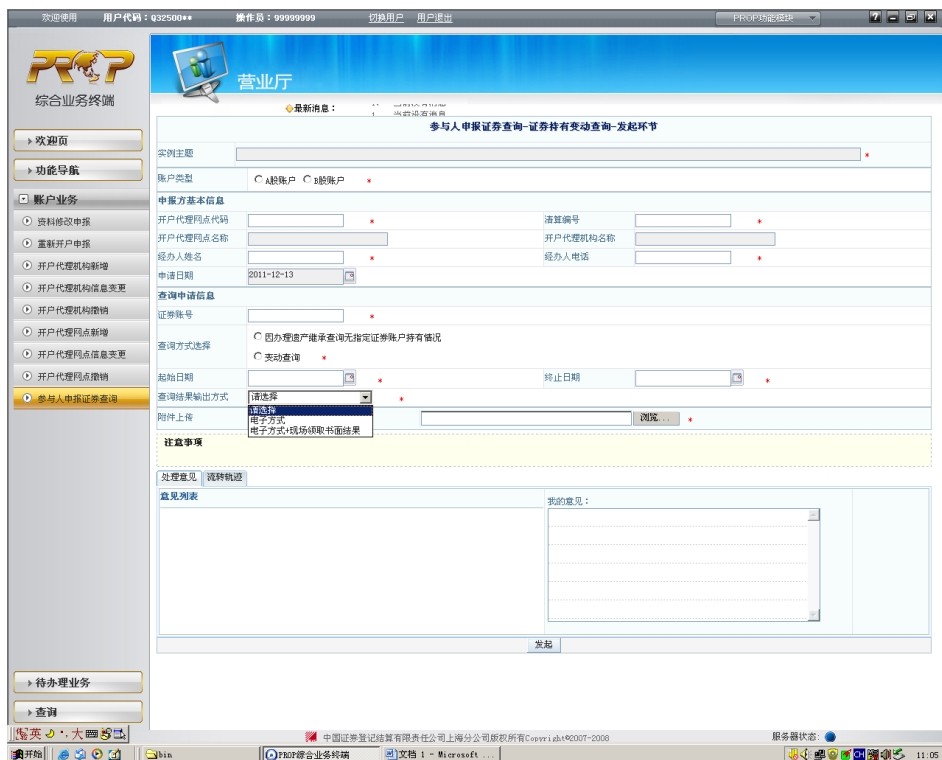 欢迎使用 用户代码：Q32500** 操作员：99999999 切换用户 用户退出 PROP功能模块
PROP
综合业务终端
营业厅
最新消息：
当前没有消息
参与人申报证券查询-证券持有变动查询-发起环节
欢迎页
功能导航
账户业务
资料修改申报
重新开户申报
开户代理机构新增
开户代理机构信息变更
开户代理机构撤销
开户代理网点新增
开户代理网点信息变更
开户代理网点撤销
参与人申报证券查询
待办理业务
查询
实例主题 *
账户类型 A股账户 B股账户 *
申报方基本信息
开户代理网点代码 * 清算编号 *
开户代理网点名称 开户代理机构名称
经办人姓名 * 经办人电话 *
申请日期 2011-12-13
查询申请信息
证券账号 *
查询方式选择 因办理遗产继承查询无指定证券账户持有情况
变动查询 *
起始日期 * 终止日期 *
查询结果输出方式 请选择 *
请选择
电子方式
电子方式+现场领取书面结果
附件上传 浏览... *
注意事项
处理意见 流转轨迹
意见列表 我的意见：
发起
中国证券登记结算有限责任公司上海分公司版权所有Copyright©2007-2008 服务器状态：
英 大
开始 bin PROP综合业务终端 文档 1 - Microsoft ... CH 11:05